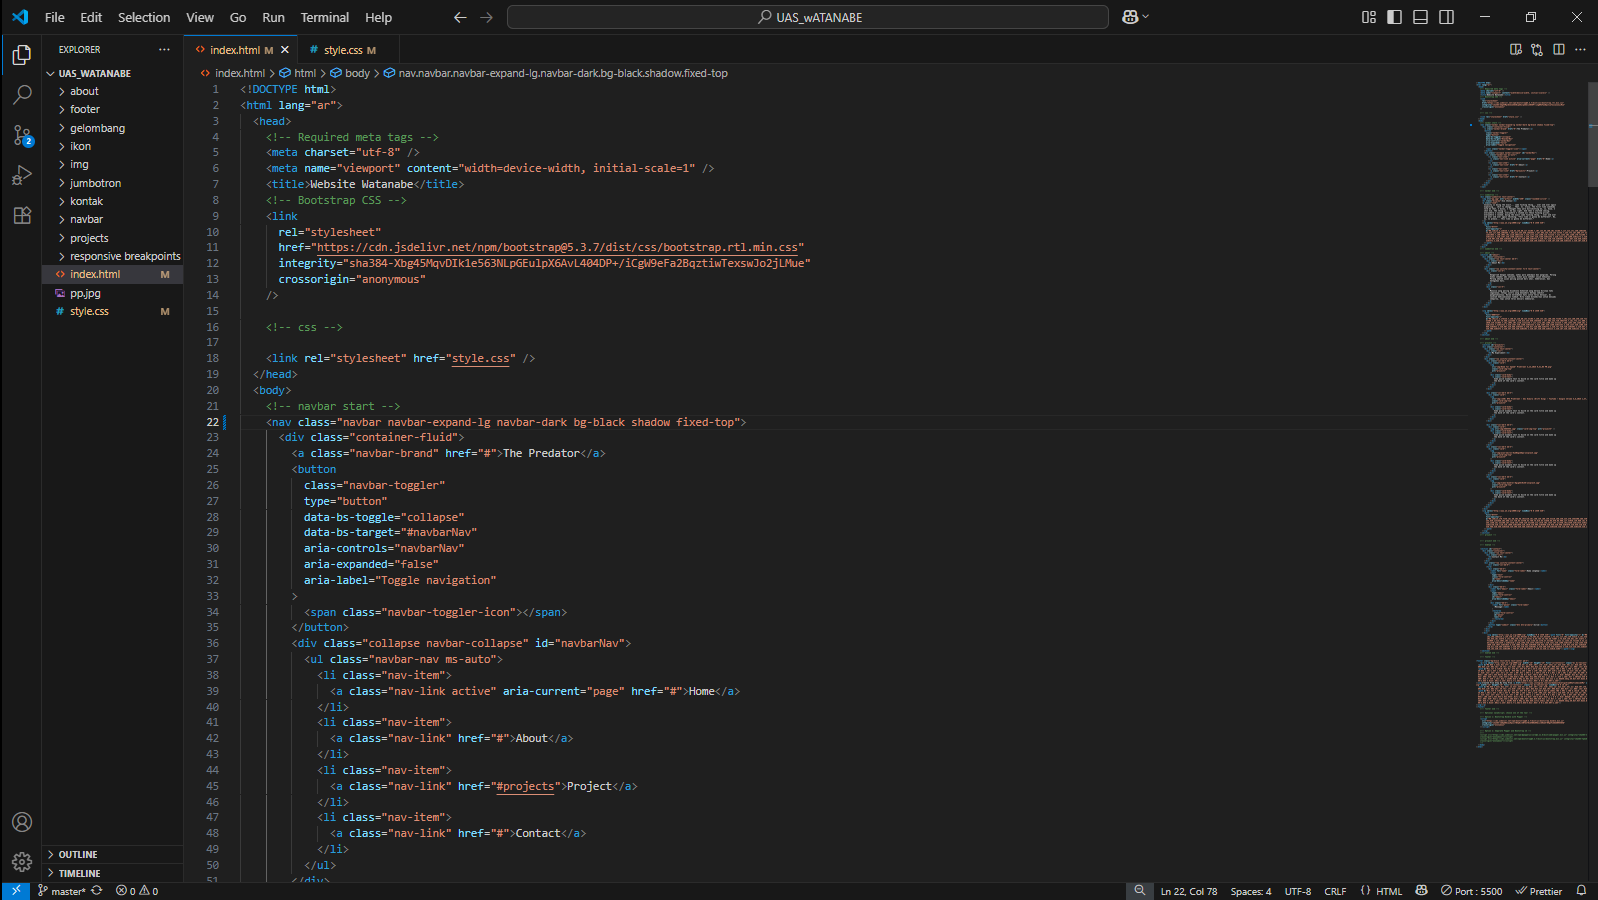 File Edit Selection View Go Run Terminal Help
UAS_wATANABE
EXPLORER
UAS_WATANABE
about
footer
gelombang
ikon
img
jumbotron
kontak
navbar
projects
responsive breakpoints
index.html M
pp.jpg
style.css M
OUTLINE
TIMELINE
2
index.html M
style.css M
index.html > html > body > nav.navbar.navbar-expand-lg.navbar-dark.bg-black.shadow.fixed-top
1 <!DOCTYPE html>
2 <html lang="ar">
3 <head>
4 <!-- Required meta tags -->
5 <meta charset="utf-8" />
6 <meta name="viewport" content="width=device-width, initial-scale=1" />
7 <title>Website Watanabe</title>
8 <!-- Bootstrap CSS -->
9 <link
10 rel="stylesheet"
11 href="https://cdn.jsdelivr.net/npm/bootstrap@5.3.7/dist/css/bootstrap.rtl.min.css"
12 integrity="sha384-Xbg45MqvDIk1e563NLpGEulpX6AvL404DP+/iCgW9eFa2BqztiwTexswJo2jLMue"
13 crossorigin="anonymous"
14 />
15
16 <!-- css -->
17
18 <link rel="stylesheet" href="style.css" />
19 </head>
20 <body>
21 <!-- navbar start -->
22 <nav class="navbar navbar-expand-lg navbar-dark bg-black shadow fixed-top">
23 <div class="container-fluid">
24 <a class="navbar-brand" href="#">The Predator</a>
25 <button
26 class="navbar-toggler"
27 type="button"
28 data-bs-toggle="collapse"
29 data-bs-target="#navbarNav"
30 aria-controls="navbarNav"
31 aria-expanded="false"
32 aria-label="Toggle navigation"
33 >
34 <span class="navbar-toggler-icon"></span>
35 </button>
36 <div class="collapse navbar-collapse" id="navbarNav">
37 <ul class="navbar-nav ms-auto">
38 <li class="nav-item">
39 <a class="nav-link active" aria-current="page" href="#">Home</a>
40 </li>
41 <li class="nav-item">
42 <a class="nav-link" href="#">About</a>
43 </li>
44 <li class="nav-item">
45 <a class="nav-link" href="#projects">Project</a>
46 </li>
47 <li class="nav-item">
48 <a class="nav-link" href="#">Contact</a>
49 </li>
50 </ul>
51 </div>
master* 0 0 Ln 22, Col 78 Spaces: 4 UTF-8 CRLF {} HTML Port : 5500 Prettier